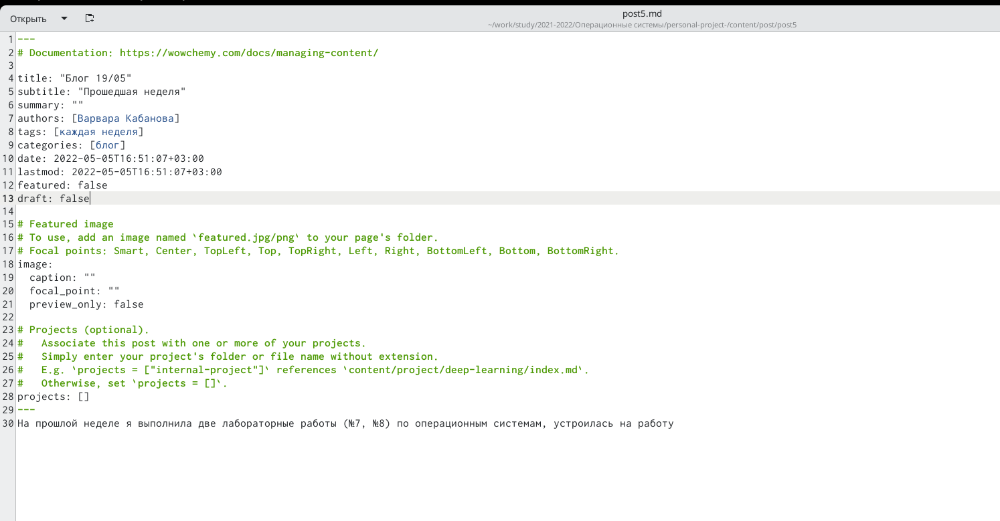 Открыть
post5.md
~/work/study/2021-2022/Операционные системы/personal-project-/content/post/post5
1 ---
2 # Documentation: https://wowchemy.com/docs/managing-content/
3
4 title: "Блог 19/05"
5 subtitle: "Прошедшая неделя"
6 summary: ""
7 authors: [Варвара Кабанова]
8 tags: [каждая неделя]
9 categories: [блог]
10 date: 2022-05-05T16:51:07+03:00
11 lastmod: 2022-05-05T16:51:07+03:00
12 featured: false
13 draft: false
14
15 # Featured image
16 # To use, add an image named `featured.jpg/png` to your page's folder.
17 # Focal points: Smart, Center, TopLeft, Top, TopRight, Left, Right, BottomLeft, Bottom, BottomRight.
18 image:
19   caption: ""
20   focal_point: ""
21   preview_only: false
22
23 # Projects (optional).
24 #   Associate this post with one or more of your projects.
25 #   Simply enter your project's folder or file name without extension.
26 #   E.g. `projects = ["internal-project"]` references `content/project/deep-learning/index.md`.
27 #   Otherwise, set `projects = []`.
28 projects: []
29 ---
30 На прошлой неделе я выполнила две лабораторные работы (№7, №8) по операционным системам, устроилась на работу